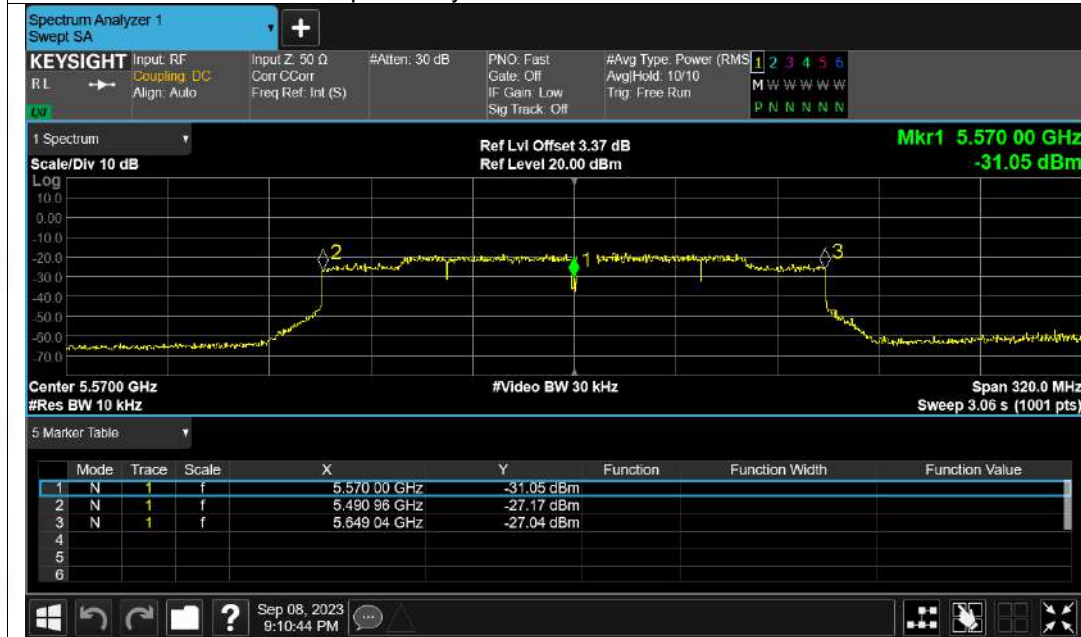 Spectrum Analyzer 1
Swept SA
+
KEYSIGHT Input: RF Input Z: 50 Ω #Atten: 30 dB PNO: Fast #Avg Type: Power (RMS 1 2 3 4 5 6
RL Coupling: DC Corr CCorr Gate: Off Avg|Hold: 10/10 M W W W W W
Align: Auto Freq Ref: Int (S) IF Gain: Low Trig: Free Run
LXI Sig Track: Off P N N N N N
1 Spectrum Ref Lvl Offset 3.37 dB Mkr1 5.570 00 GHz
Scale/Div 10 dB Ref Level 20.00 dBm -31.05 dBm
Log
10.0
0.00
-10.0
2 3
-20.0 1
-30.0
-40.0
-50.0
-60.0
-70.0
Center 5.5700 GHz #Video BW 30 kHz Span 320.0 MHz
#Res BW 10 kHz Sweep 3.06 s (1001 pts)
5 Marker Table
Mode Trace Scale X Y Function Function Width Function Value
1 N 1 f 5.570 00 GHz -31.05 dBm
2 N 1 f 5.490 96 GHz -27.17 dBm
3 N 1 f 5.649 04 GHz -27.04 dBm
4
5
6
? Sep 08, 2023
9:10:44 PM